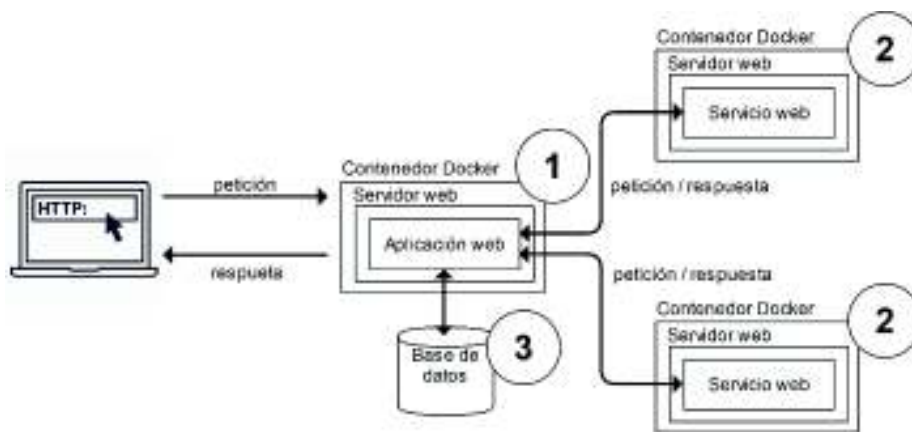 Contenedor Docker
2
Servidor web
Servicio web
Contenedor Docker
1
petición
Servidor web
petición / respuesta
HTTP:
Aplicación web
respuesta
petición / respuesta
Contenedor Docker
2
Servidor web
Servicio web
Base de
datos
3